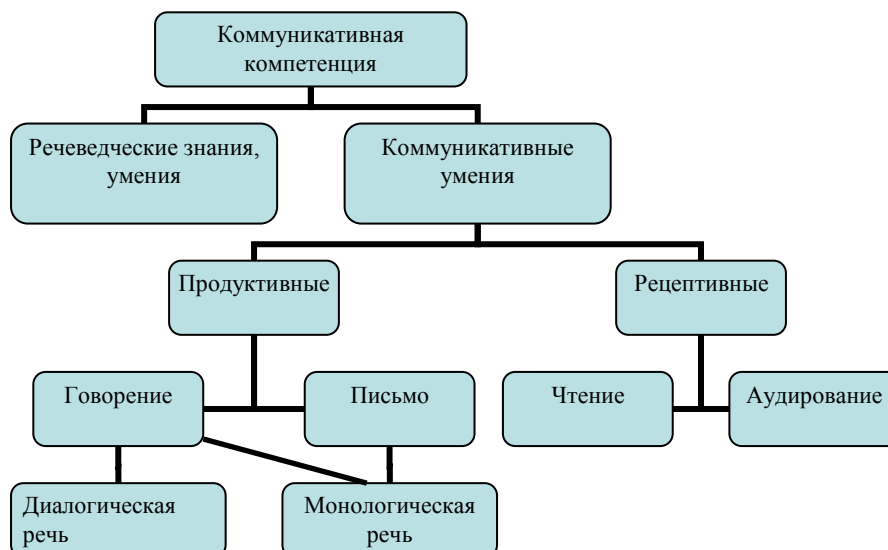 Коммуникативная
компетенция
Речеведческие знания,
умения
Коммуникативные
умения
Продуктивные
Рецептивные
Говорение
Письмо
Чтение
Аудирование
Диалогическая
речь
Монологическая
речь